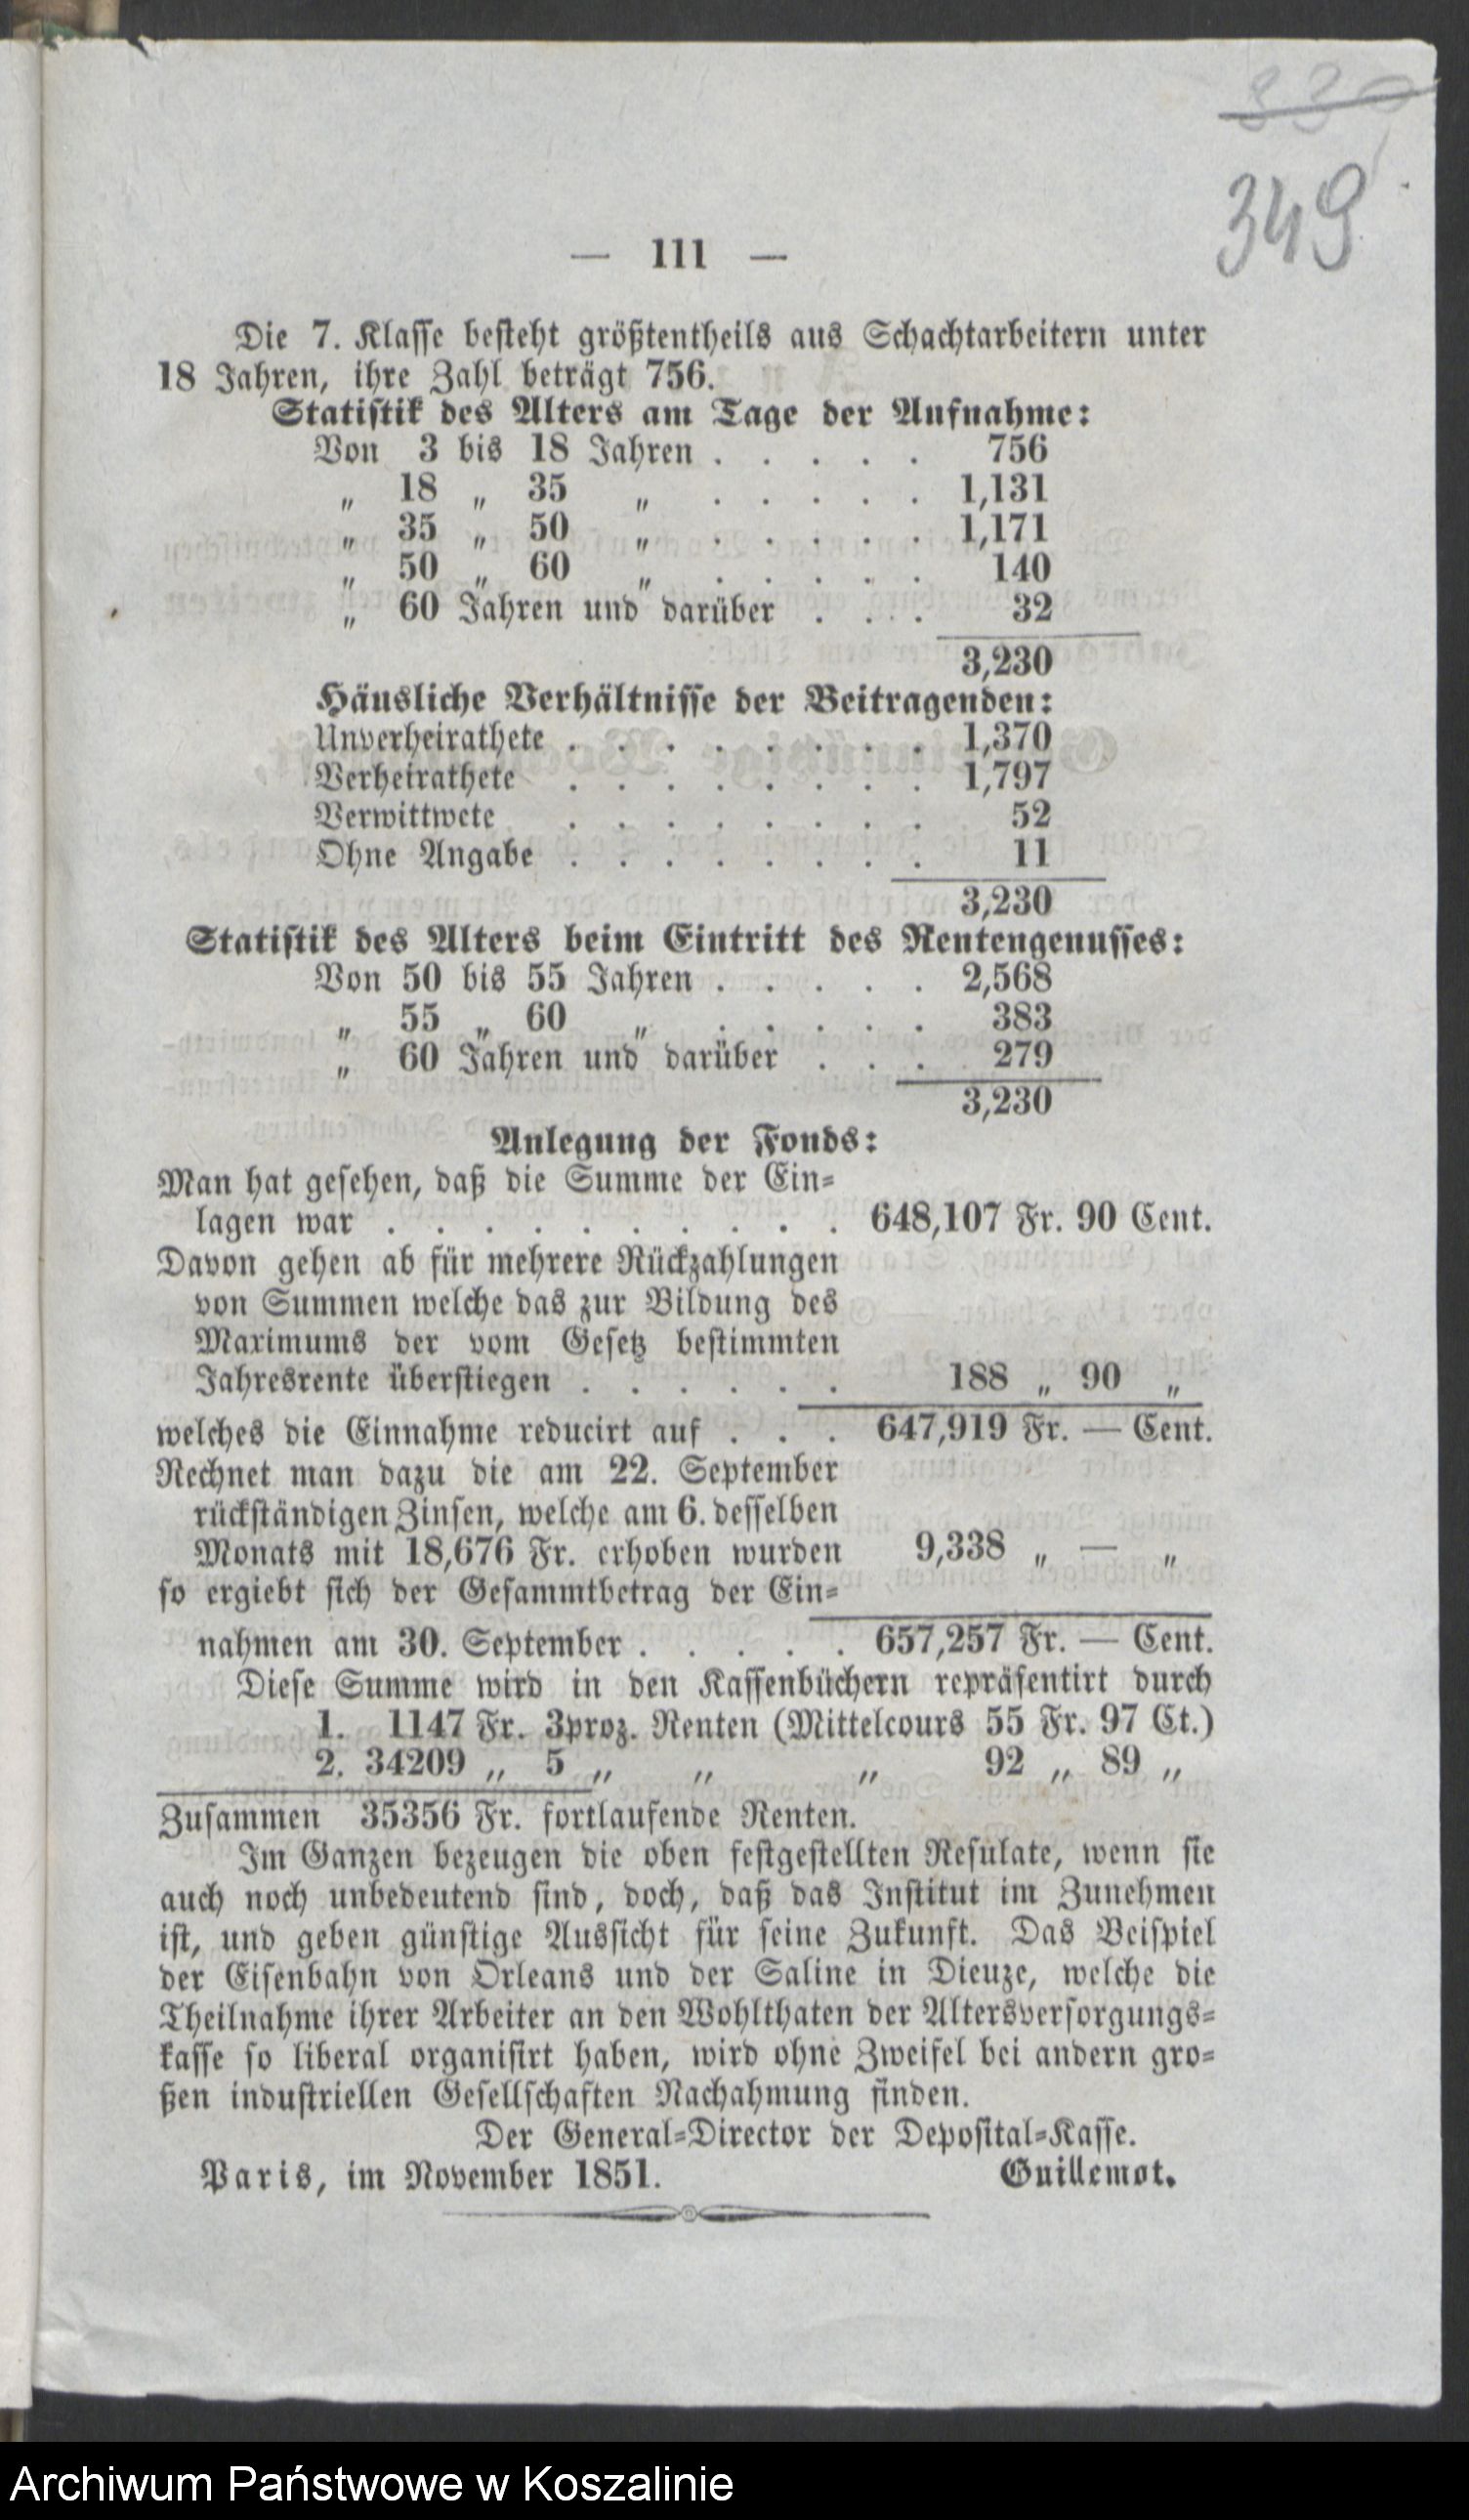 330
349
— 111 —
Die 7. Klasse besteht größtentheils aus Schachtarbeitern unter
18 Jahren, ihre Zahl beträgt 756.
Statistik des Alters am Tage der Aufnahme:
Von 3 bis 18 Jahren . . . . . 756
„ 18 „ 35 „ . . . . . 1,131
„ 35 „ 50 „ . . . . . 1,171
„ 50 „ 60 „ . . . . . 140
„ 60 Jahren und darüber . . . 32
3,230
Häusliche Verhältnisse der Beitragenden:
Unverheirathete . . . . . . . . 1,370
Verheirathete . . . . . . . . 1,797
Verwittwete . . . . . . . . 52
Ohne Angabe . . . . . . . . 11
3,230
Statistik des Alters beim Eintritt des Rentengenusses:
Von 50 bis 55 Jahren . . . . . 2,568
„ 55 „ 60 „ . . . . . 383
„ 60 Jahren und darüber . . . 279
3,230
Anlegung der Fonds:
Man hat gesehen, daß die Summe der Ein-
lagen war . . . . . . . . . . 648,107 Fr. 90 Cent.
Davon gehen ab für mehrere Rückzahlungen
von Summen welche das zur Bildung des
Maximums der vom Gesetz bestimmten
Jahresrente überstiegen . . . . . . 188 „ 90 „
welches die Einnahme reducirt auf . . . 647,919 Fr. — Cent.
Rechnet man dazu die am 22. September
rückständigen Zinsen, welche am 6. desselben
Monats mit 18,676 Fr. erhoben wurden 9,338 „ — „
so ergiebt sich der Gesammtbetrag der Ein-
nahmen am 30. September . . . . . 657,257 Fr. — Cent.
Diese Summe wird in den Kassenbüchern repräsentirt durch
1. 1147 Fr. 3proz. Renten (Mittelcours 55 Fr. 97 Ct.)
2. 34209 „ 5 „ „ „ 92 „ 89 „
Zusammen 35356 Fr. fortlaufende Renten.
Im Ganzen bezeugen die oben festgestellten Resulate, wenn sie
auch noch unbedeutend sind, doch, daß das Institut im Zunehmen
ist, und geben günstige Aussicht für seine Zukunft. Das Beispiel
der Eisenbahn von Orleans und der Saline in Dieuze, welche die
Theilnahme ihrer Arbeiter an den Wohlthaten der Altersversorgungs-
kasse so liberal organisirt haben, wird ohne Zweifel bei andern gro-
ßen industriellen Gesellschaften Nachahmung finden.
Der General-Director der Deposital-Kasse.
Paris, im November 1851. Guillemot.
Archiwum Państwowe w Koszalinie